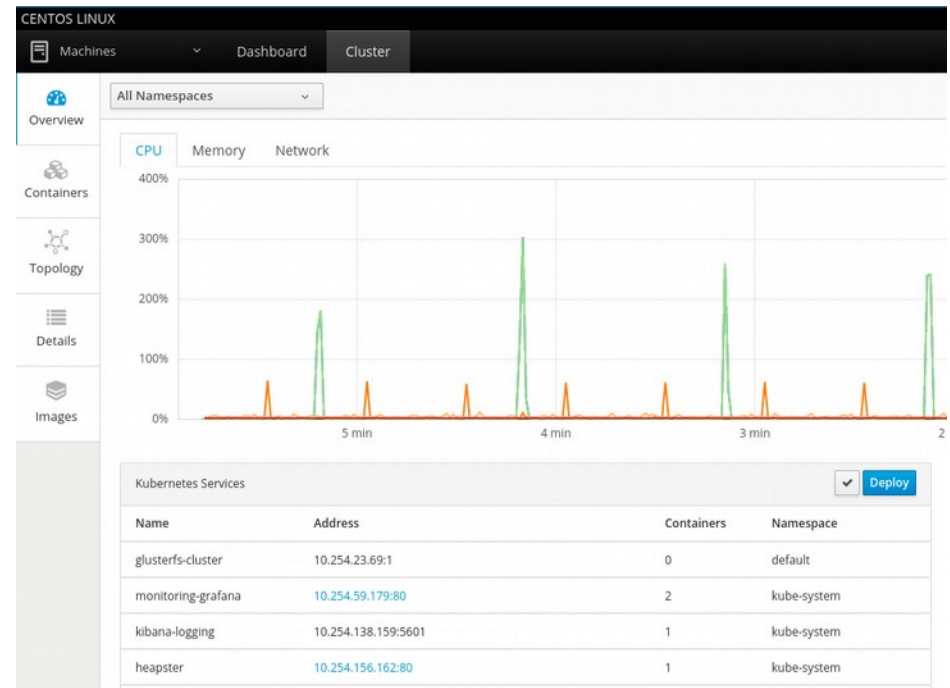 CENTOS LINUX
Machines Dashboard Cluster
Overview
Containers
Topology
Details
Images
All Namespaces
CPU Memory Network
400%
300%
200%
100%
0%
5 min 4 min 3 min 2
Kubernetes Services Deploy
Name Address Containers Namespace
glusterfs-cluster 10.254.23.69:1 0 default
monitoring-grafana 10.254.59.179:80 2 kube-system
kibana-logging 10.254.138.159:5601 1 kube-system
heapster 10.254.156.162:80 1 kube-system